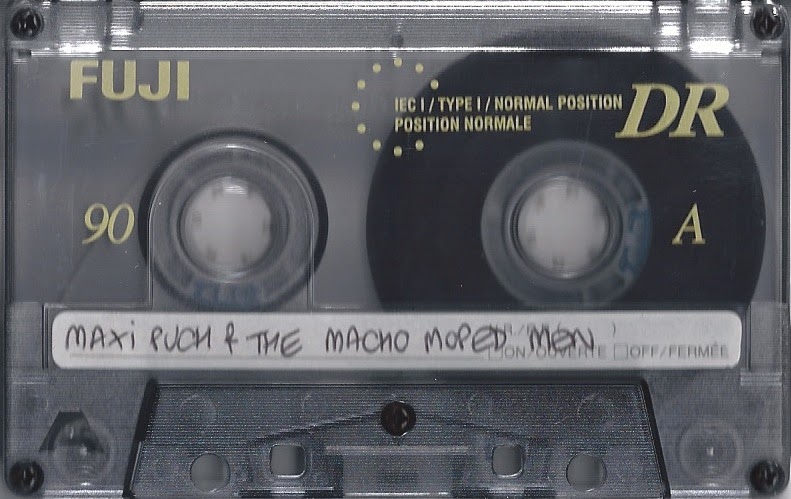 FUJI
IEC I / TYPE I / NORMAL POSITION
POSITION NORMALE
DR
90
A
MAXI PUCH & THE MACHO MOPED MEN
ON/OUVERTE OFF/FERMÉE